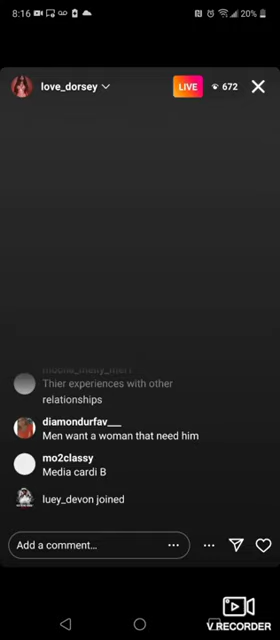 8:16
20%
love_dorsey
LIVE
672
mocha_melly_mel1
Thier experiences with other
relationships
diamondurfav___
Men want a woman that need him
mo2classy
Media cardi B
luey_devon joined
Add a comment...
V.RECORDER